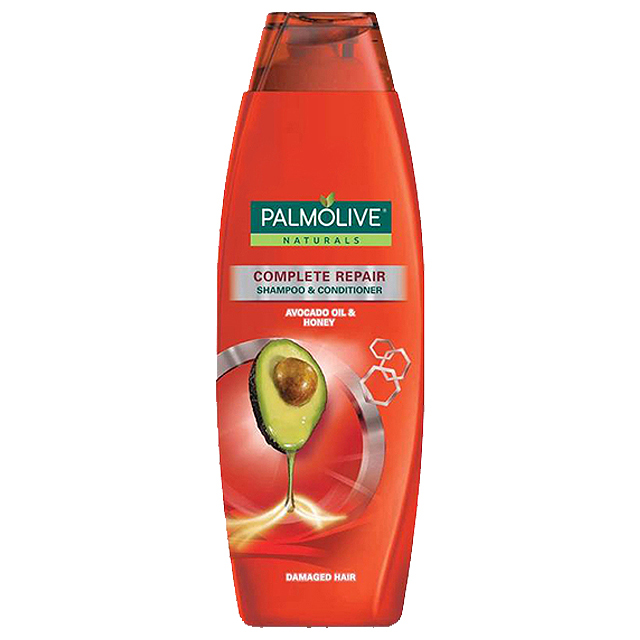 PALMOLIVE®
NATURALS
COMPLETE REPAIR
SHAMPOO & CONDITIONER
AVOCADO OIL &
HONEY
DAMAGED HAIR